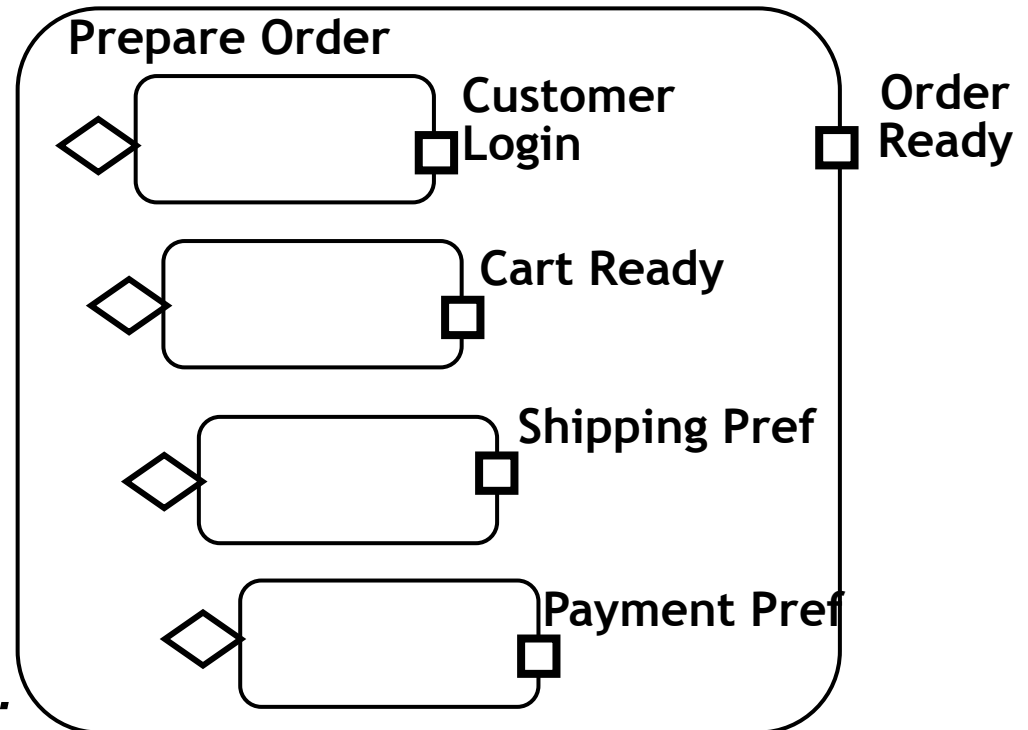 Prepare Order
Customer
Login
Order
Ready
Cart Ready
Shipping Pref
Payment Pref
.